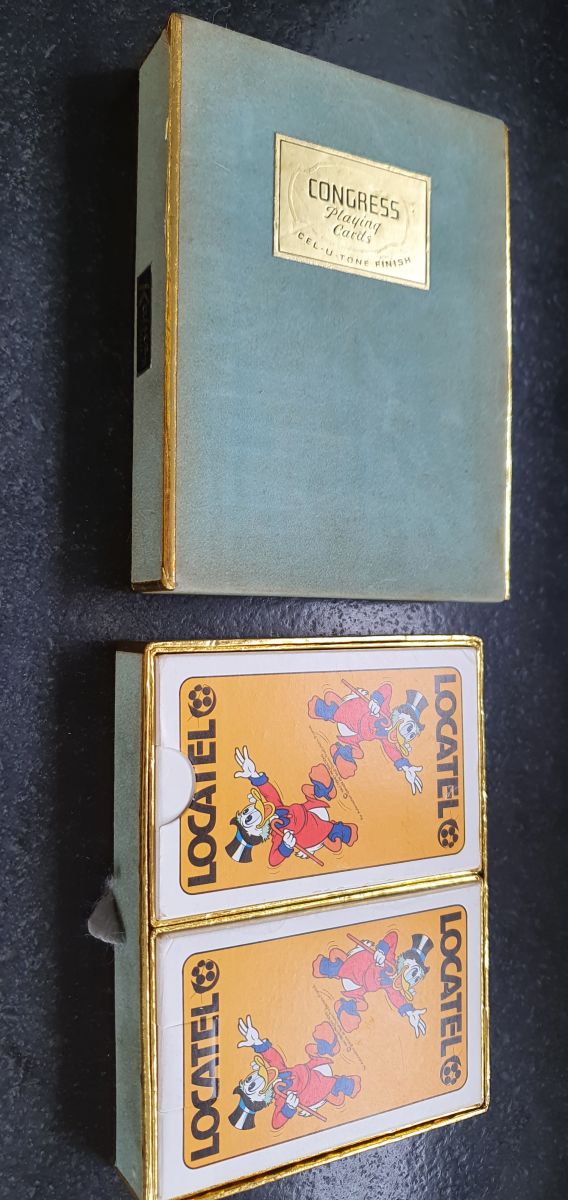 CONGRESS
Playing
Cards
CEL-U-TONE FINISH
LOCATEL
LOCATEL
LOCATEL
LOCATEL